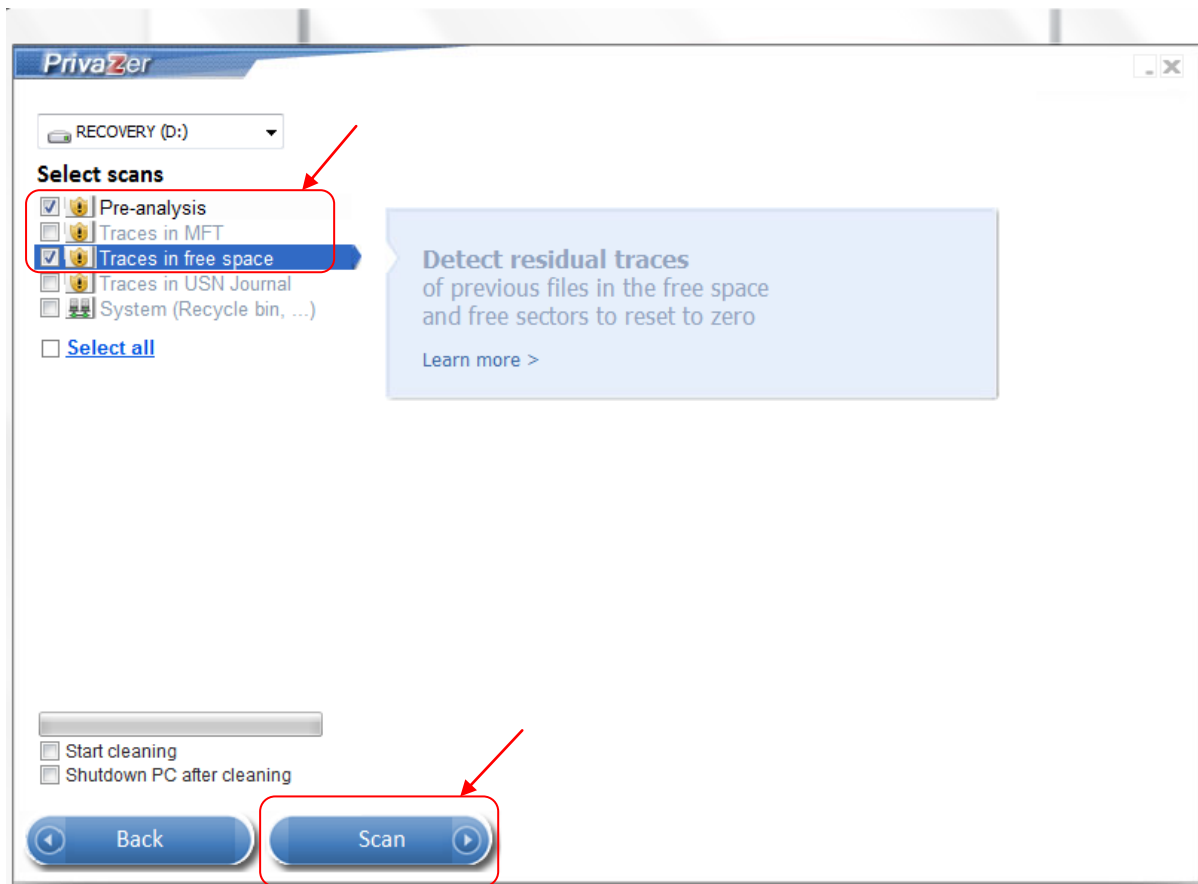 PrivaZer
RECOVERY (D:)
Select scans
Pre-analysis
Traces in MFT
Traces in free space
Traces in USN Journal
System (Recycle bin, ...)
Select all
Detect residual traces
of previous files in the free space
and free sectors to reset to zero
Learn more >
Start cleaning
Shutdown PC after cleaning
Back
Scan